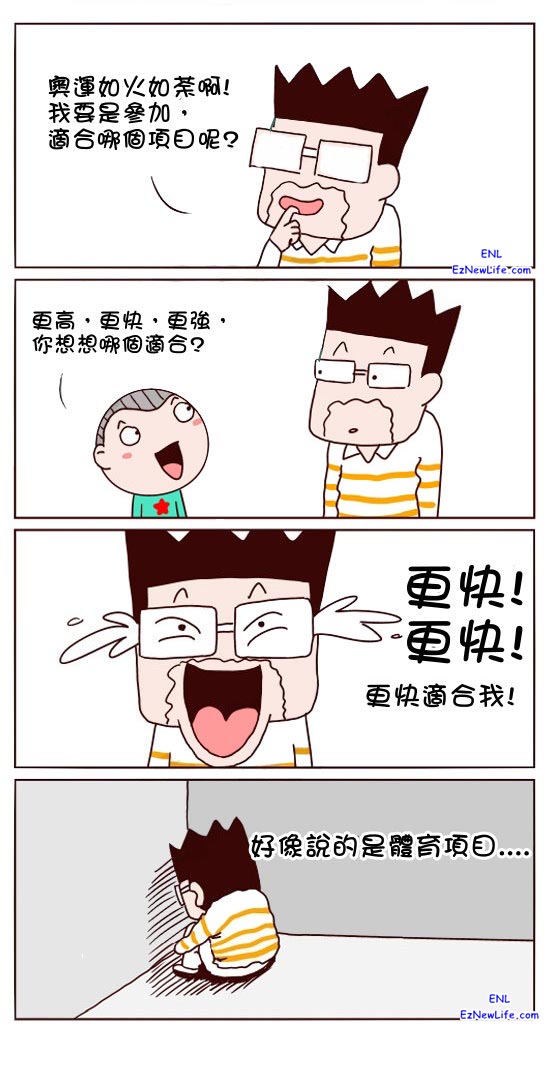 奧運如火如荼啊!
我要是參加，
適合哪個項目呢?
ENL
EzNewLife.com
更高，更快，更強，
你想想哪個適合?
更快!
更快!
更快適合我!
好像說的是體育項目....
ENL
EzNewLife.com